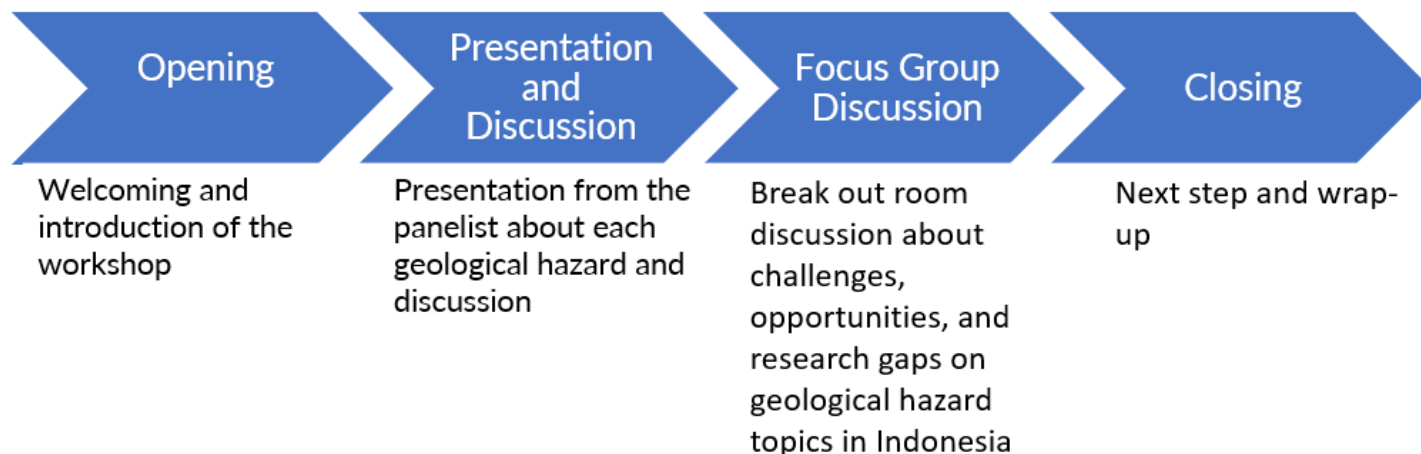 Opening
Welcoming and
introduction of the
workshop
Presentation
and
Discussion
Presentation from the
panelist about each
geological hazard and
discussion
Focus Group
Discussion
Break out room
discussion about
challenges,
opportunities, and
research gaps on
geological hazard
topics in Indonesia
Closing
Next step and wrap-
up